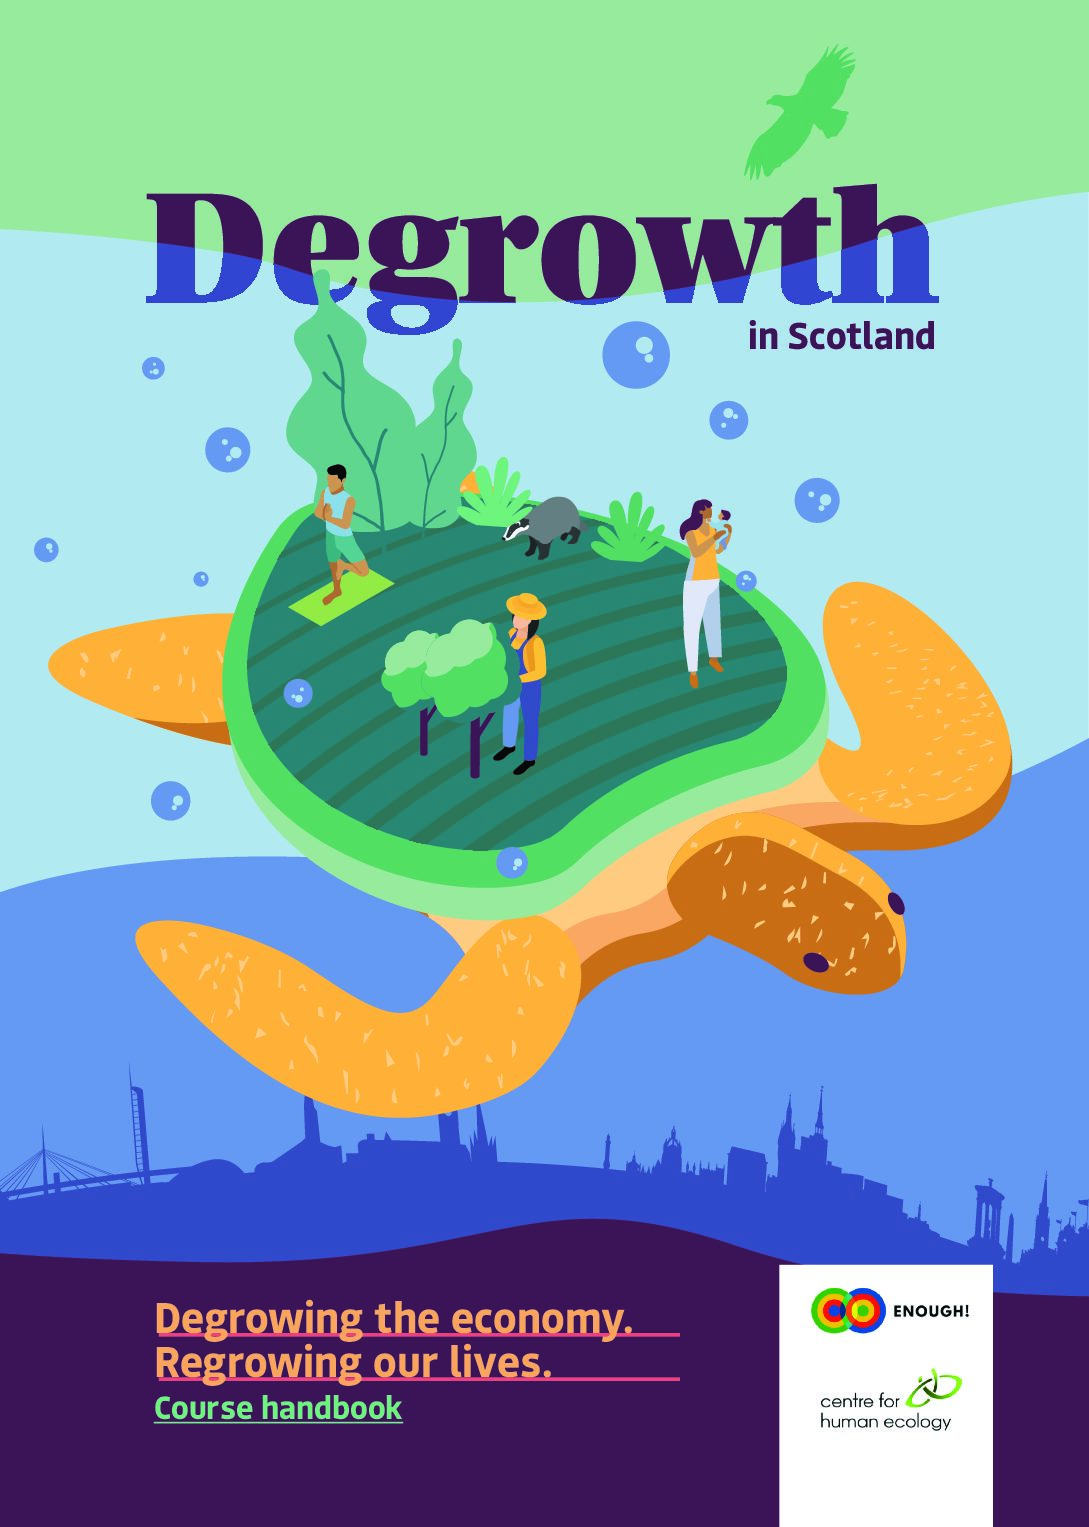 Degrowth
in Scotland
Degrowing the economy.
Regrowing our lives.
Course handbook
ENOUGH!
centre for
human ecology